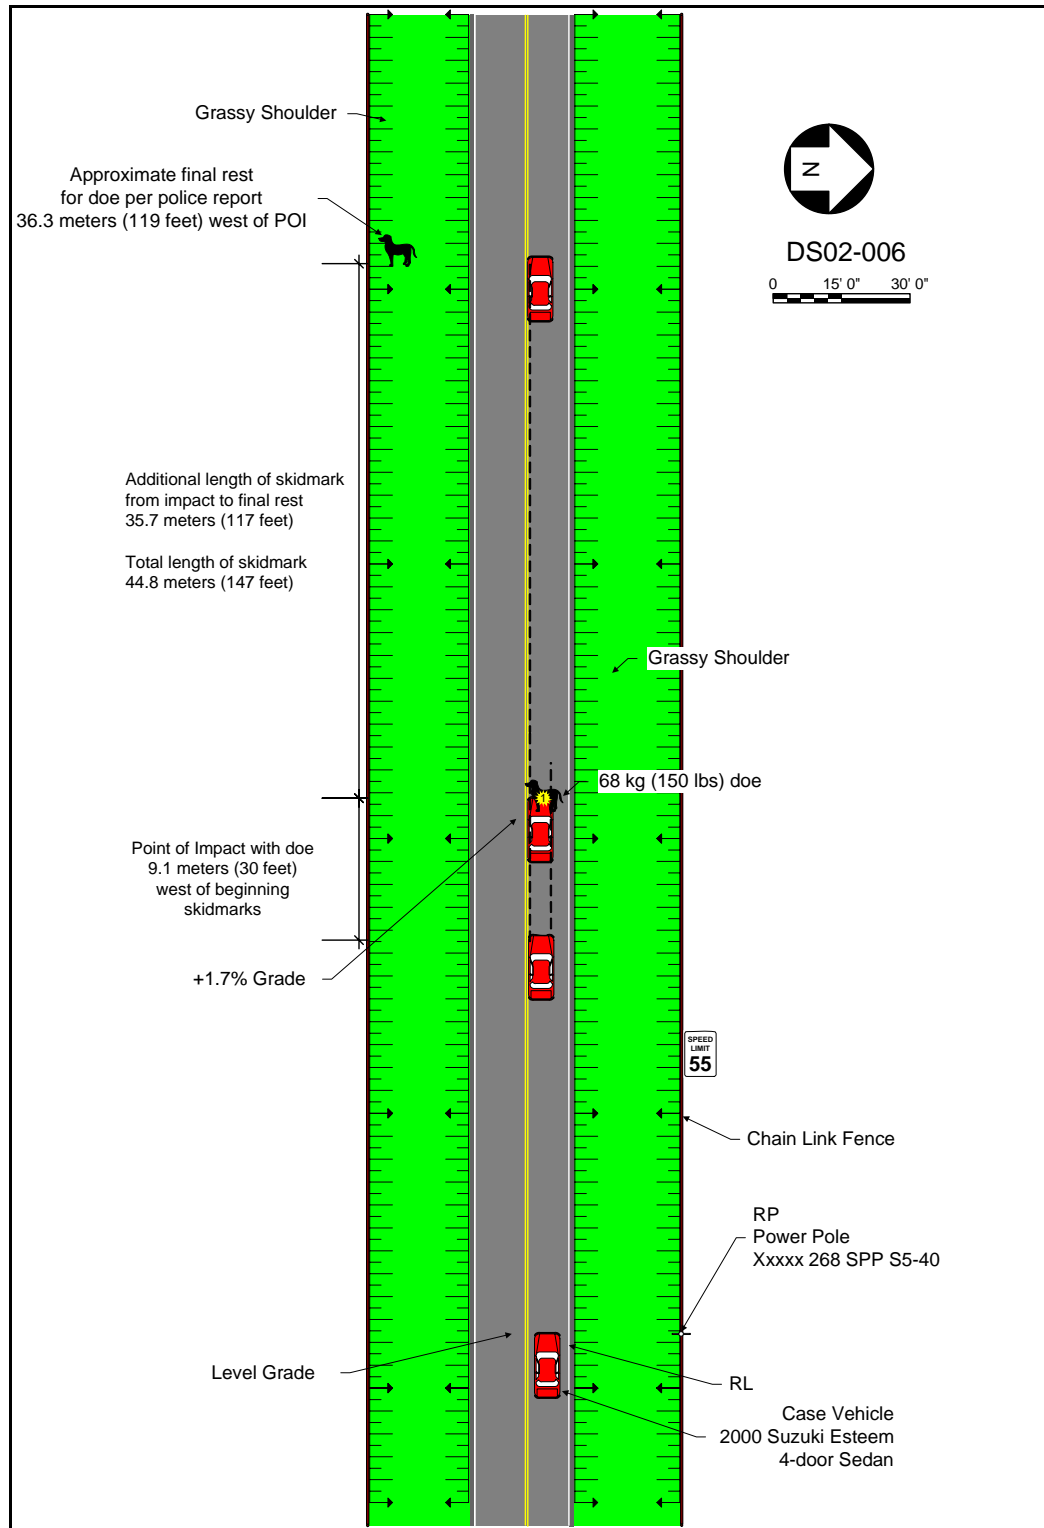 Grassy Shoulder
Approximate final rest
for doe per police report
36.3 meters (119 feet) west of POI
N
DS02-006
0 15' 0" 30' 0"
Additional length of skidmark
from impact to final rest
35.7 meters (117 feet)
Total length of skidmark
44.8 meters (147 feet)
Grassy Shoulder
68 kg (150 lbs) doe
1
Point of Impact with doe
9.1 meters (30 feet)
west of beginning
skidmarks
+1.7% Grade
SPEED
LIMIT
55
Chain Link Fence
RP
Power Pole
Xxxxx 268 SPP S5-40
Level Grade
RL
Case Vehicle
2000 Suzuki Esteem
4-door Sedan